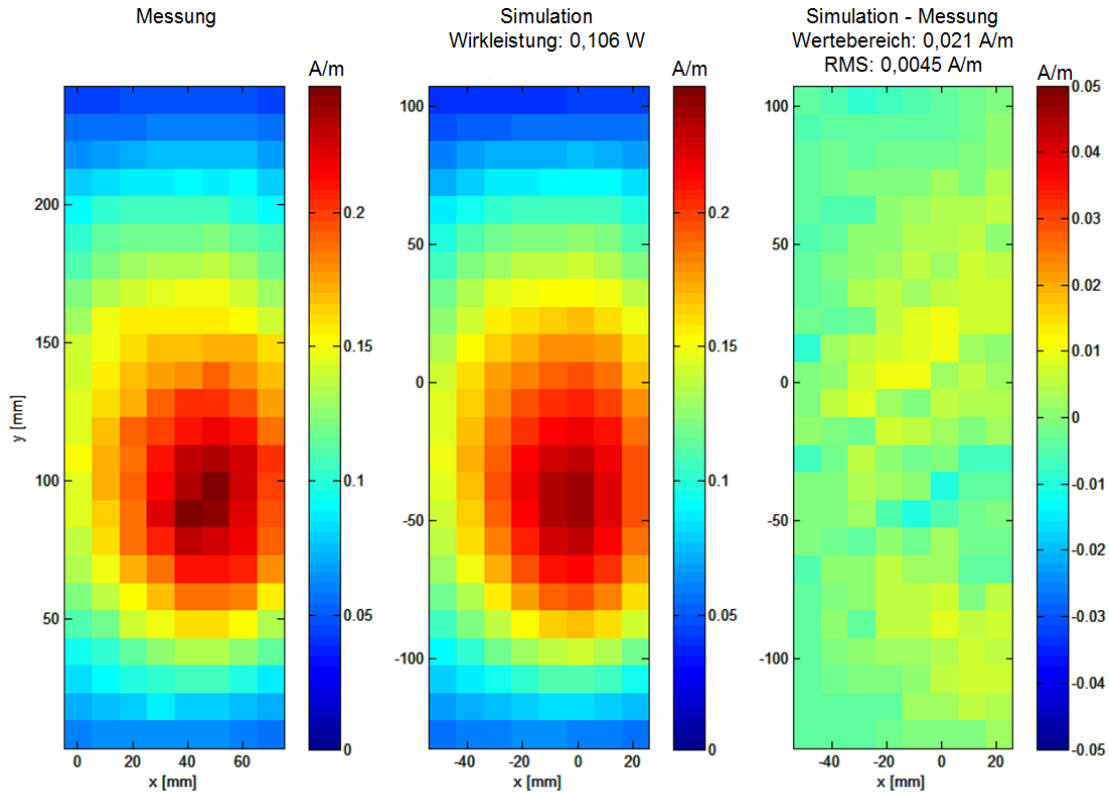 Messung
Simulation
Wirkleistung: 0,106 W
Simulation - Messung
Wertebereich: 0,021 A/m
RMS: 0,0045 A/m
A/m
A/m
A/m
y [mm]
200
150
100
50
0 20 40 60
x [mm]
0.2
0.15
0.1
0.05
0
100
50
0
-50
-100
-40 -20 0 20
x [mm]
0.2
0.15
0.1
0.05
0
100
50
0
-50
-100
-40 -20 0 20
x [mm]
0.05
0.04
0.03
0.02
0.01
0
-0.01
-0.02
-0.03
-0.04
-0.05